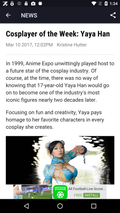 1:34
NEWS
Cosplayer of the Week: Yaya Han
Mar 10 2017, 12:02PM Kristine Hutter
In 1999, Anime Expo unwittingly played host to
a future star of the cosplay industry. Of
course, at the time, there was no way of
knowing that 17-year-old Yaya Han would go
on to become one of the industry's most
iconic figures nearly two decades later.
Focusing on fun and creativity, Yaya pays
homage to her favorite characters in every
cosplay she creates.